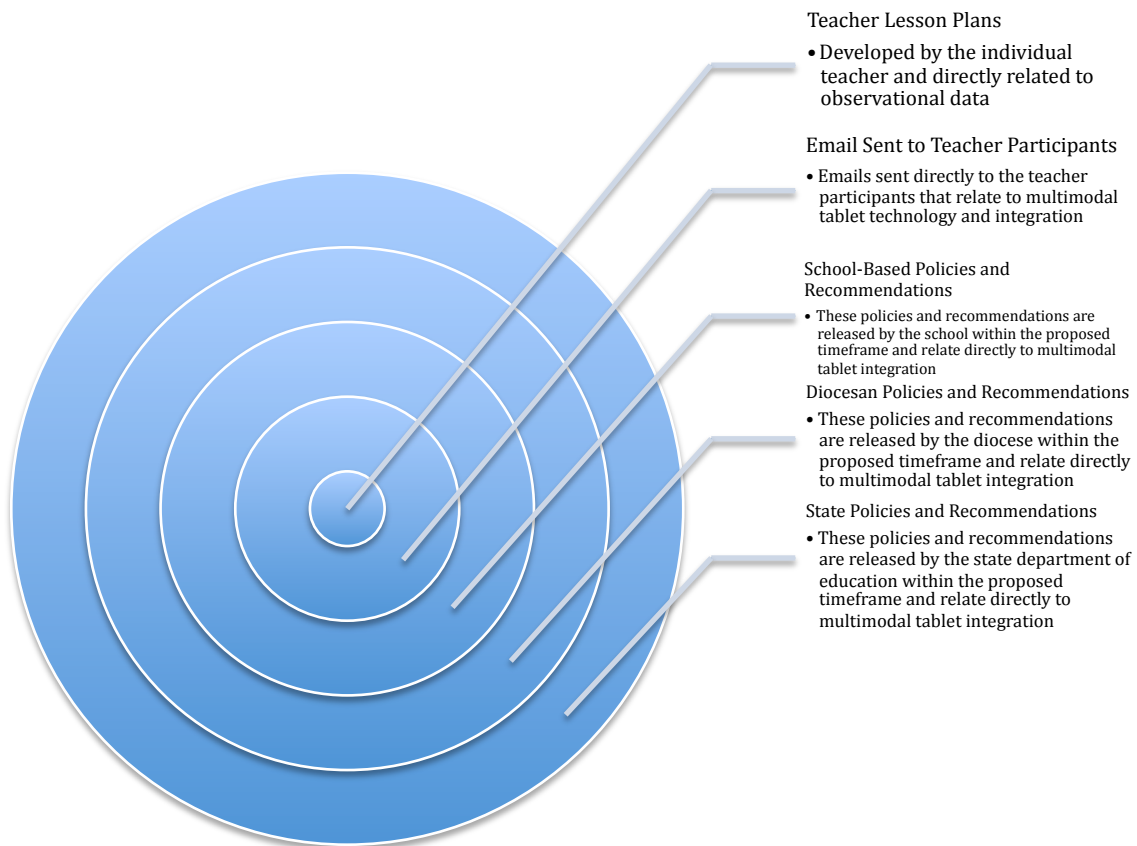 Teacher Lesson Plans
• Developed by the individual
teacher and directly related to
observational data
Email Sent to Teacher Participants
• Emails sent directly to the teacher
participants that relate to multimodal
tablet technology and integration
School-Based Policies and
Recommendations
• These policies and recommendations are
released by the school within the proposed
timeframe and relate directly to multimodal
tablet integration
Diocesan Policies and Recommendations
• These policies and recommendations
are released by the diocese within the
proposed timeframe and relate directly
to multimodal tablet integration
State Policies and Recommendations
• These policies and recommendations
are released by the state department of
education within the proposed
timeframe and relate directly to
multimodal tablet integration